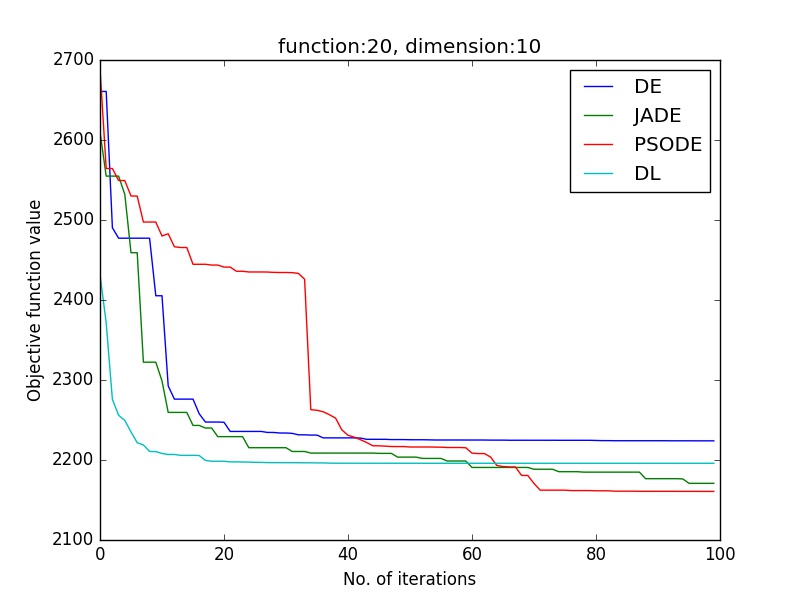 function:20, dimension:10
2700
2600
2500
2400
2300
2200
2100
Objective function value
DE
JADE
PSODE
DL
0 20 40 60 80 100
No. of iterations